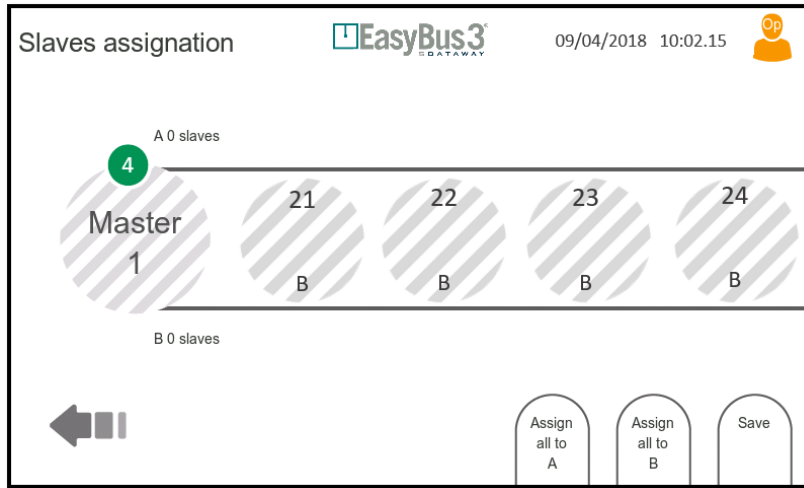 Slaves assignation
EasyBus3
DATAWAY
09/04/2018 10:02.15
Op
A 0 slaves
4
Master
1
21
22
23
24
B
B
B
B
B 0 slaves
Assign
all to
A
Assign
all to
B
Save